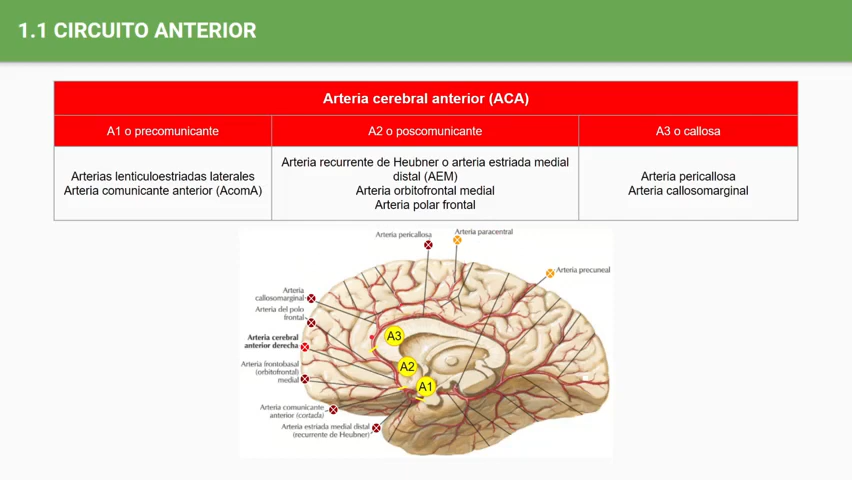 1.1 CIRCUITO ANTERIOR
Arteria cerebral anterior (ACA)
A1 o precomunicante
A2 o poscomunicante
A3 o callosa
Arterias lenticuloestriadas laterales
Arteria comunicante anterior (AcomA)
Arteria recurrente de Heubner o arteria estriada medial
distal (AEM)
Arteria orbitofrontal medial
Arteria polar frontal
Arteria pericallosa
Arteria callosomarginal
Arteria pericallosa
Arteria paracentral
Arteria precuneal
Arteria
callosomarginal
Arteria del polo
frontal
Arteria cerebral
anterior derecha
Arteria frontobasal
(orbitofrontal)
medial
Arteria comunicante
anterior (cortada)
Arteria estriada medial distal
(recurrente de Heubner)
A3
A2
A1